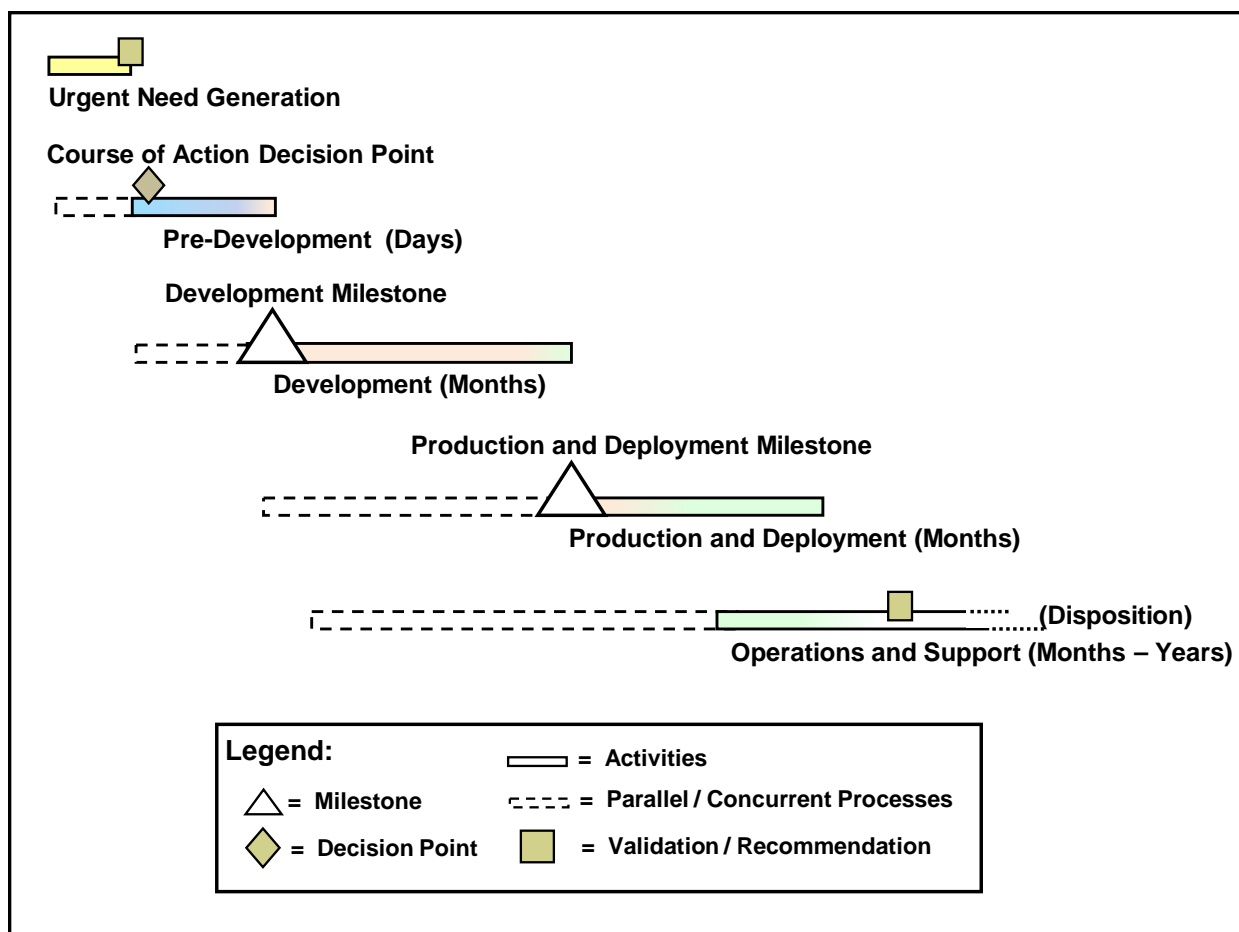 Urgent Need Generation
Course of Action Decision Point
Pre-Development (Days)
Development Milestone
Development (Months)
Production and Deployment Milestone
Production and Deployment (Months)
(Disposition)
Operations and Support (Months – Years)
Legend:
= Activities
= Milestone
= Parallel / Concurrent Processes
= Decision Point
= Validation / Recommendation